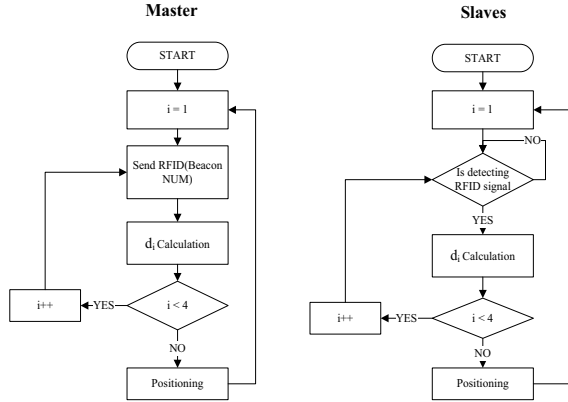 Master
START
i = 1
Send RFID(Beacon
NUM)
di Calculation
i < 4
YES
i++
NO
Positioning
Slaves
START
i = 1
NO
Is detecting
RFID signal
YES
di Calculation
i < 4
YES
i++
NO
Positioning